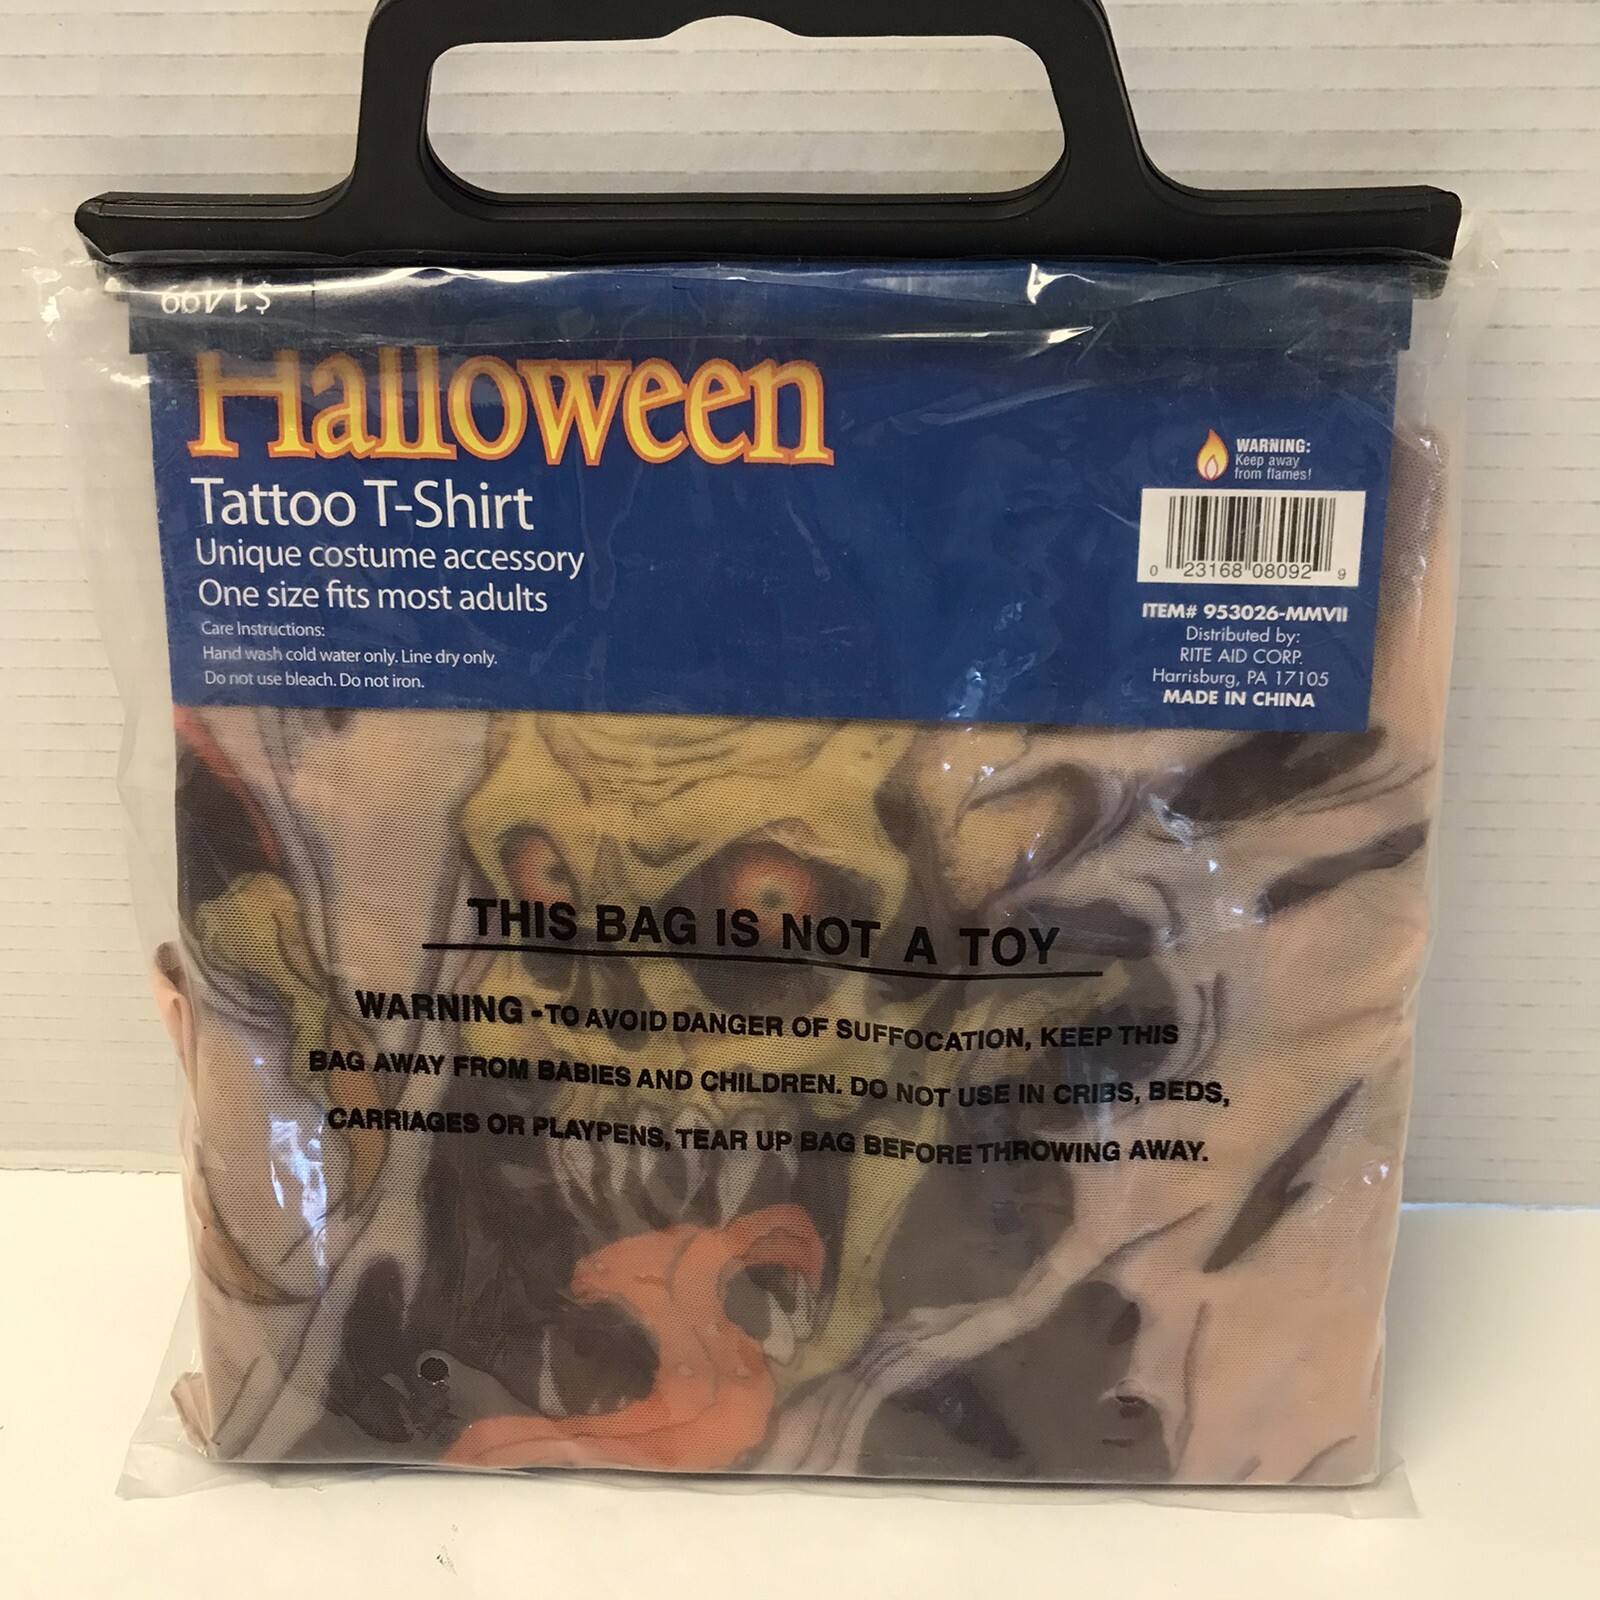 $1499
Halloween
Tattoo T-Shirt
Unique costume accessory
One size fits most adults
Care Instructions:
Hand wash cold water only. Line dry only.
Do not use bleach. Do not iron.
WARNING:
Keep away
from flames!
0 23168 08092 9
ITEM# 953026-MMVII
Distributed by:
RITE AID CORP.
Harrisburg, PA 17105
MADE IN CHINA
THIS BAG IS NOT A TOY
WARNING -TO AVOID DANGER OF SUFFOCATION, KEEP THIS
BAG AWAY FROM BABIES AND CHILDREN. DO NOT USE IN CRIBS, BEDS,
CARRIAGES OR PLAYPENS, TEAR UP BAG BEFORE THROWING AWAY.